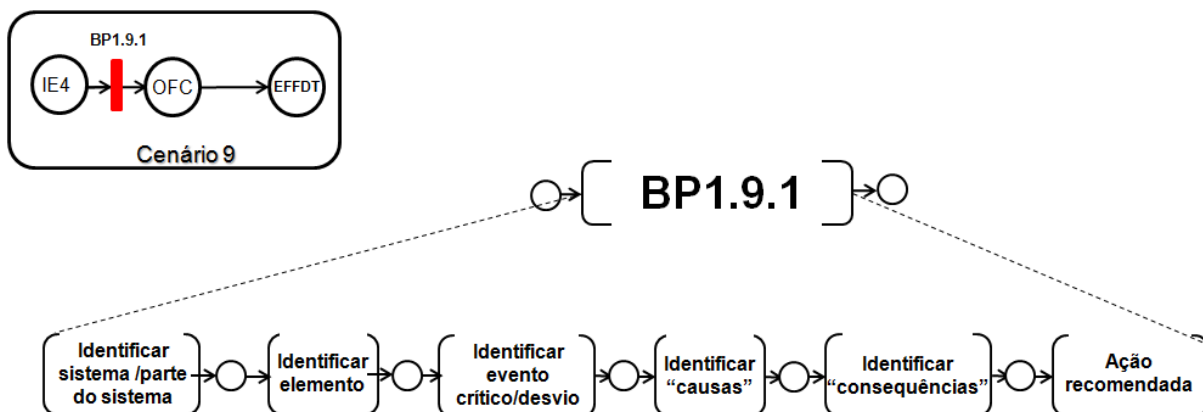 BP1.9.1
IE4
OFC
EFFDT
Cenário 9
BP1.9.1
Identificar
sistema /parte
do sistema
Identificar
elemento
Identificar
evento
crítico/desvio
Identificar
“causas”
Identificar
“consequências”
Ação
recomendada